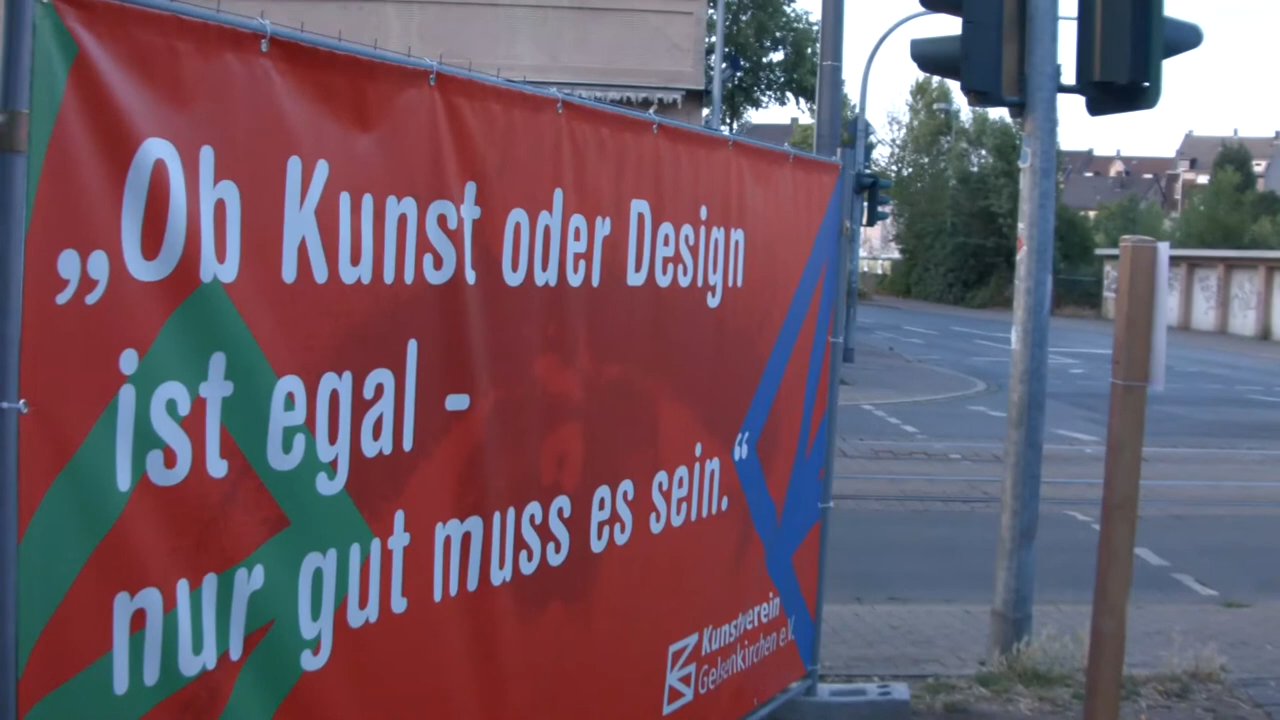 „Ob Kunst oder Design
ist egal -
nur gut muss es sein.“
Kunstverein
Gelsenkirchen e.V.